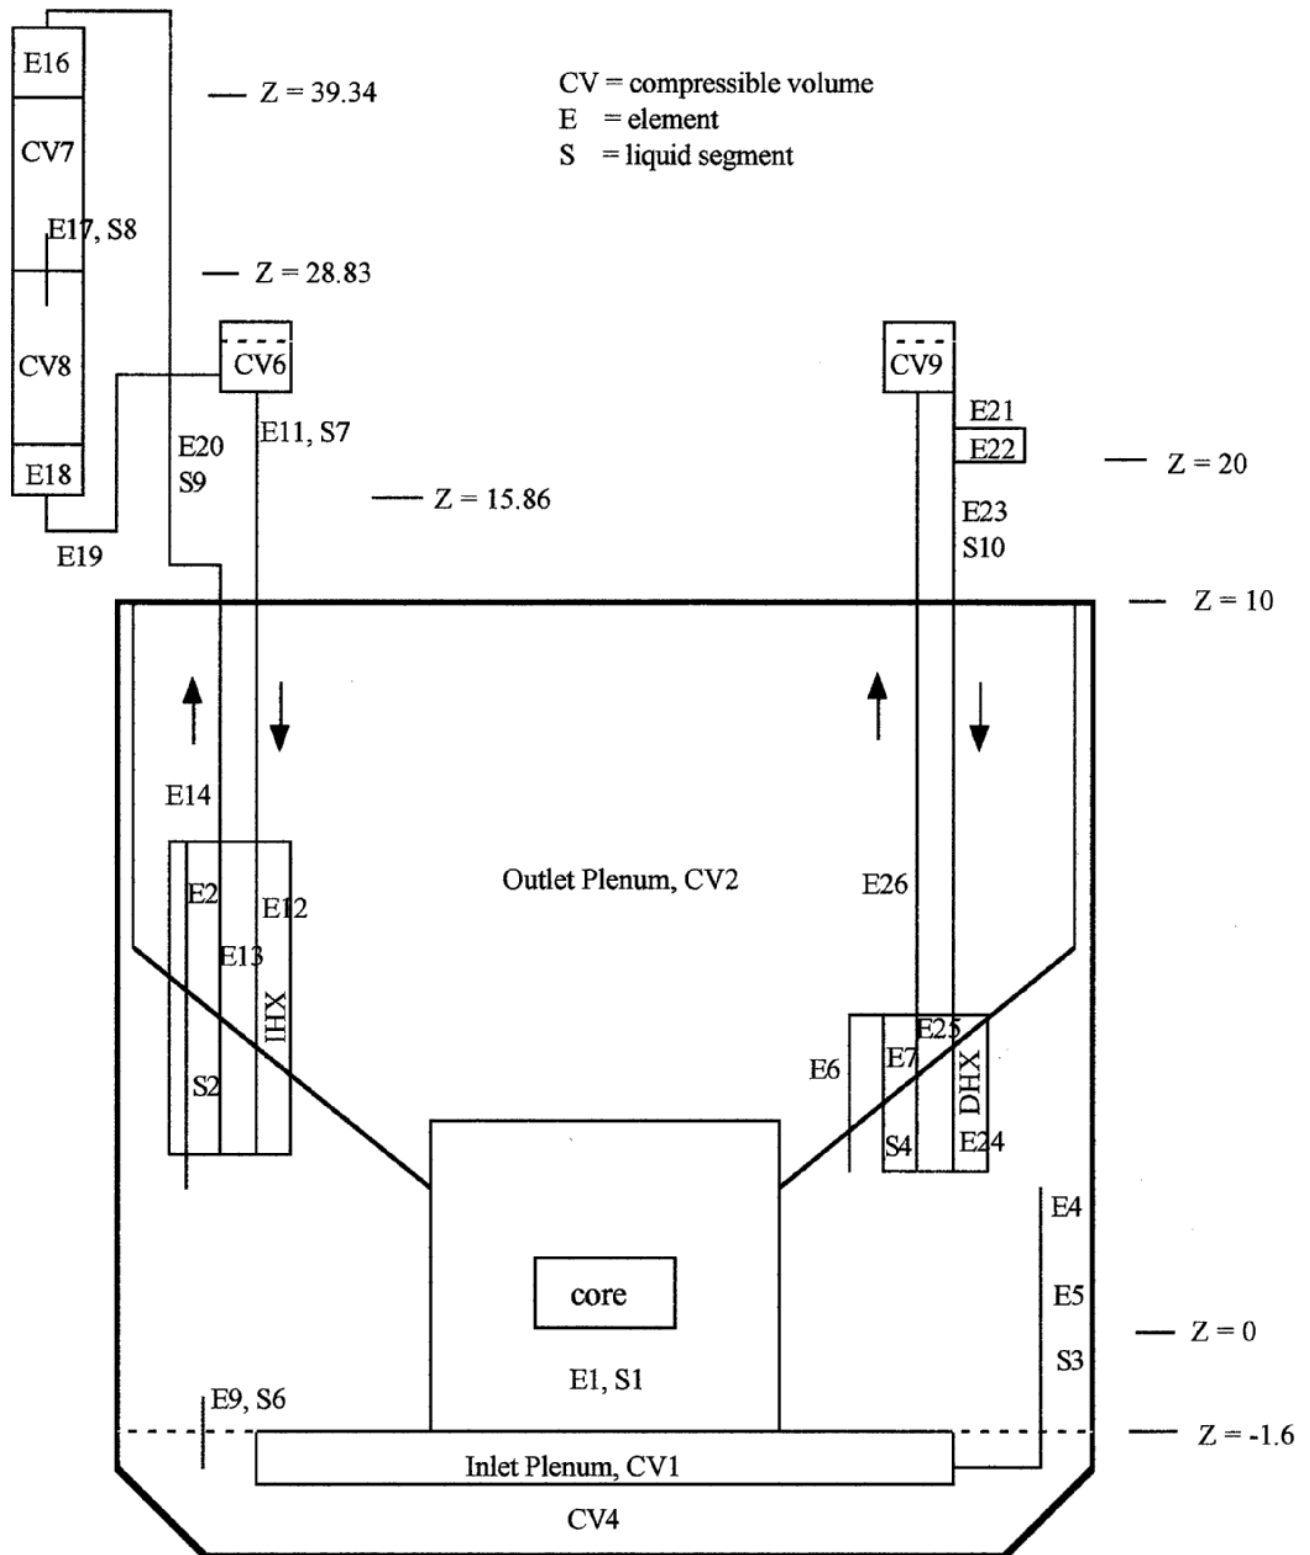 E16
Z = 39.34
CV = compressible volume
E = element
S = liquid segment
CV7
E17, S8
Z = 28.83
CV8
CV6
CV9
E11, S7
E21
E20
S9
E22
Z = 20
E18
Z = 15.86
E23
S10
E19
Z = 10
E14
Outlet Plenum, CV2
E2
E12
E26
E13
IHX
E25
E7
E6
DHX
S2
S4
E24
E4
core
E5
Z = 0
S3
E1, S1
E9, S6
Z = -1.6
Inlet Plenum, CV1
CV4